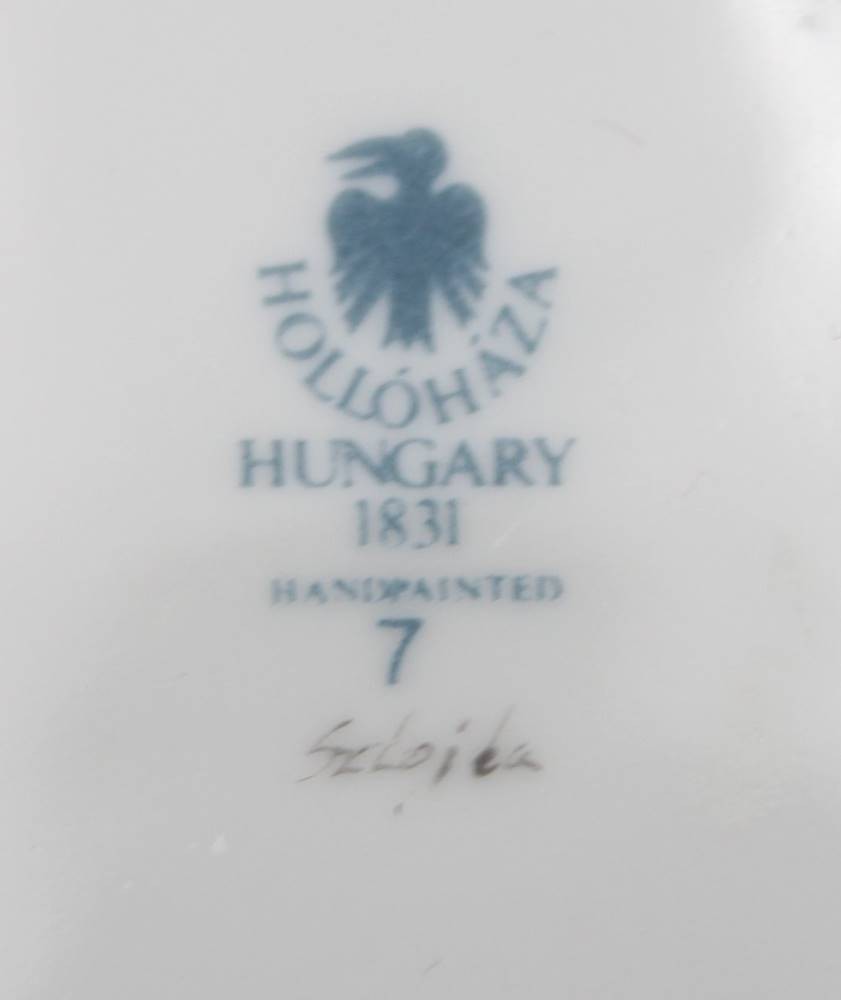 HOLLÓHÁZA
HUNGARY
1831
HANDPAINTED
7